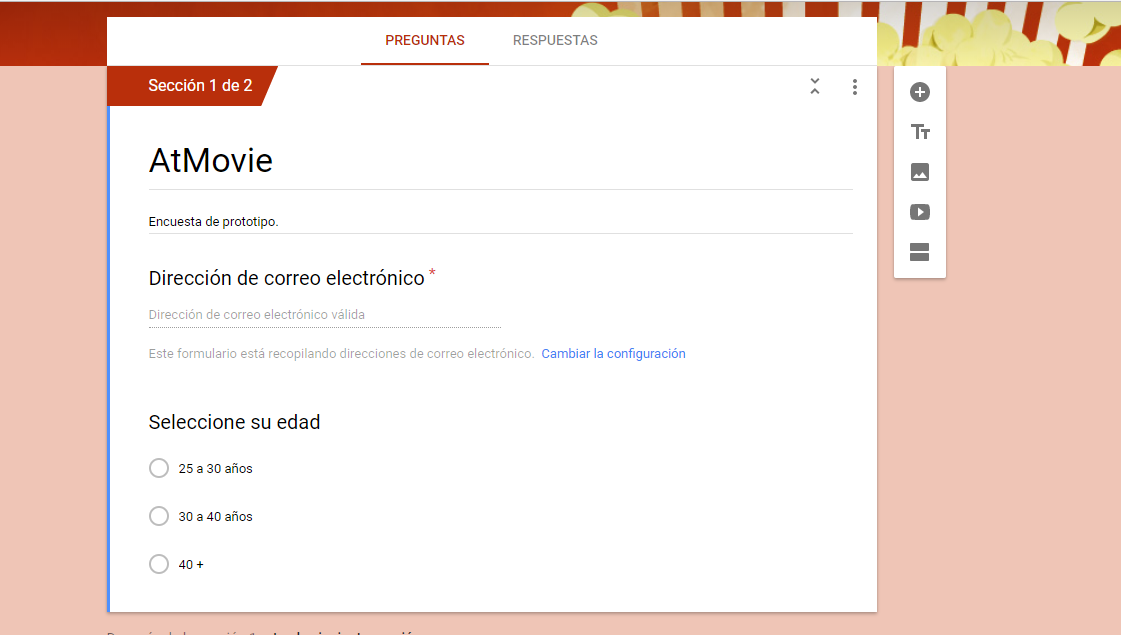 PREGUNTAS RESPUESTAS
Sección 1 de 2
AtMovie
Encuesta de prototipo.
Dirección de correo electrónico *
Dirección de correo electrónico válida
Este formulario está recopilando direcciones de correo electrónico. Cambiar la configuración
Seleccione su edad
25 a 30 años
30 a 40 años
40 +